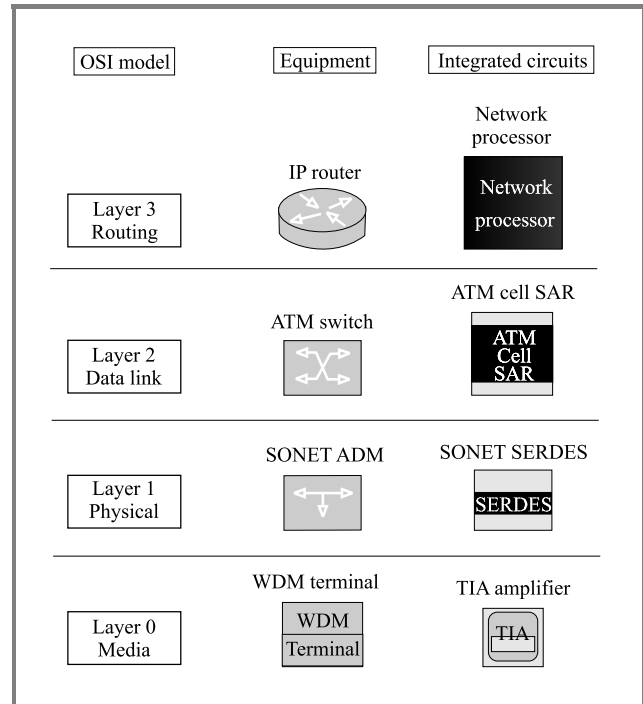 OSI model
Equipment
Integrated circuits
Network
processor
IP router
Network
processor
Layer 3
Routing
ATM cell SAR
ATM switch
ATM
Cell
SAR
Layer 2
Data link
SONET ADM
SONET SERDES
Layer 1
Physical
SERDES
WDM terminal
TIA amplifier
Layer 0
Media
WDM
Terminal
TIA